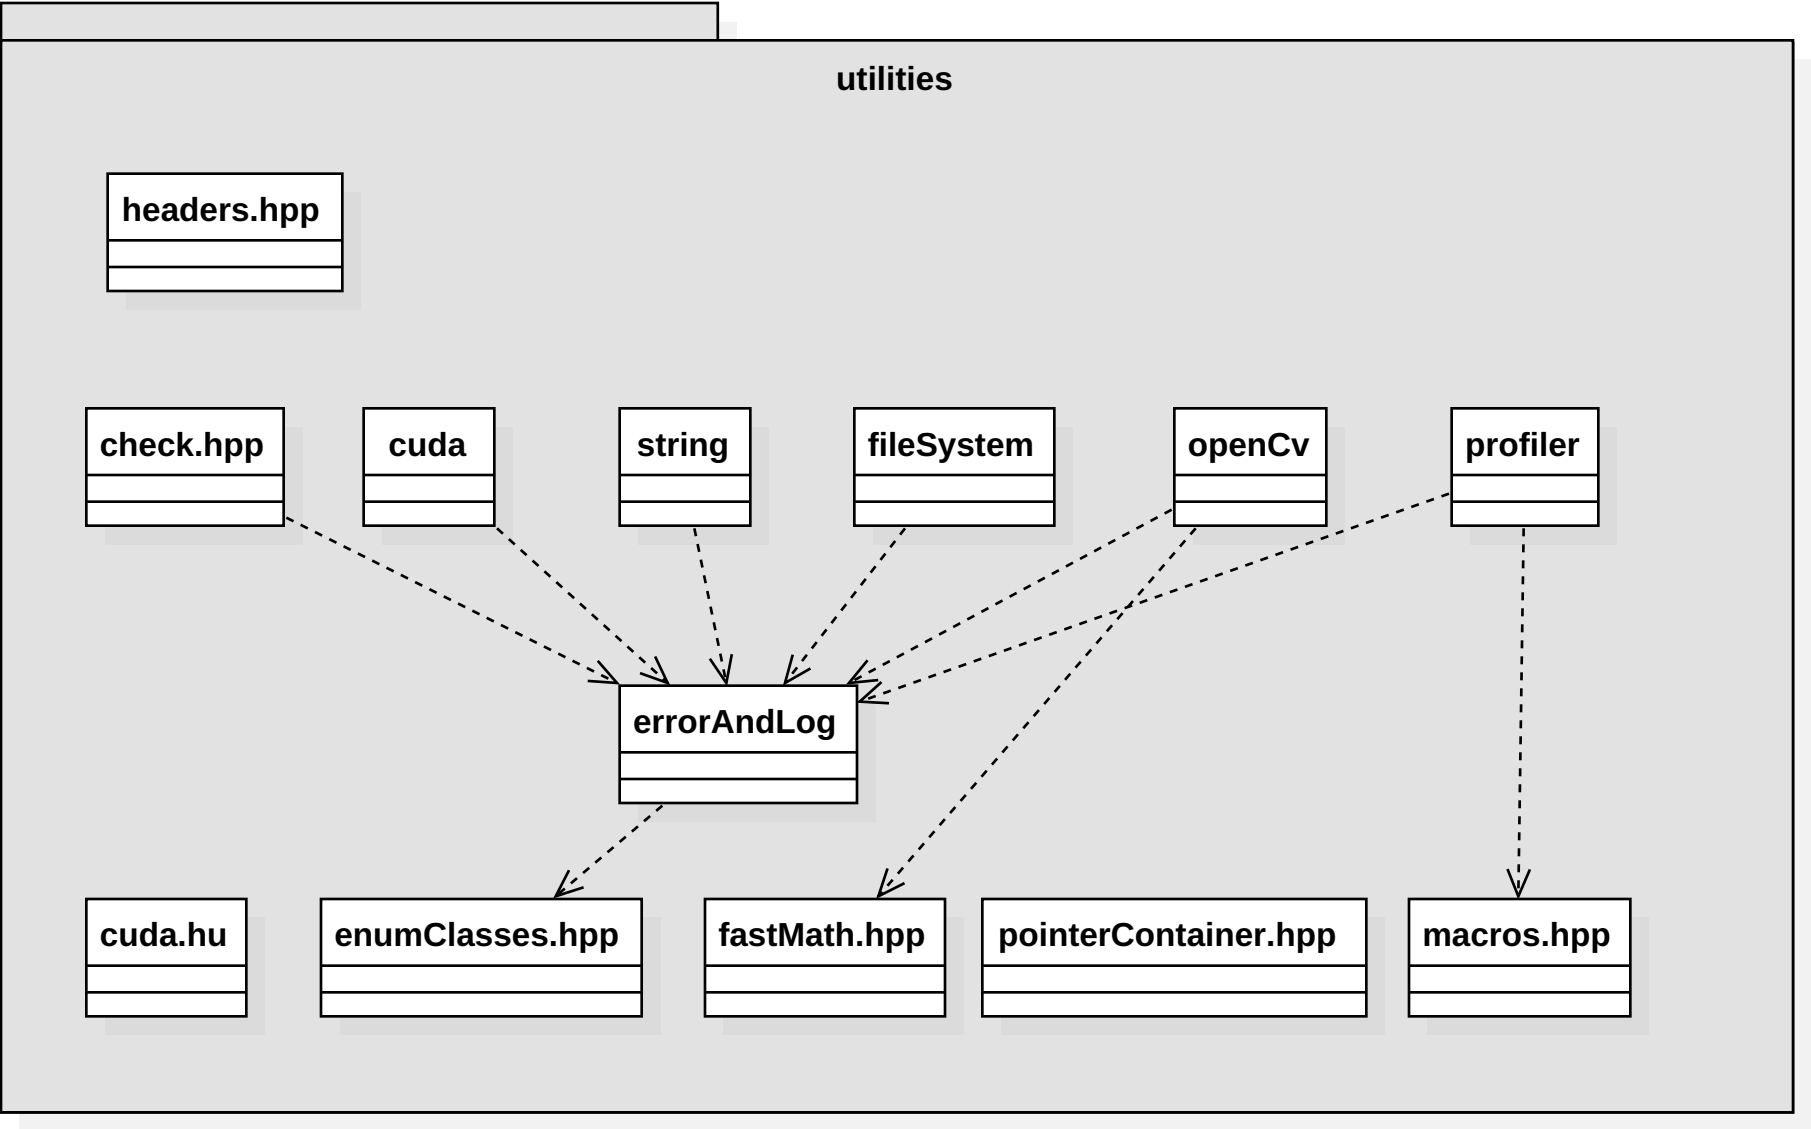 utilities
headers.hpp
check.hpp
cuda
string
fileSystem
openCv
profiler
errorAndLog
cuda.hu
enumClasses.hpp
fastMath.hpp
pointerContainer.hpp
macros.hpp